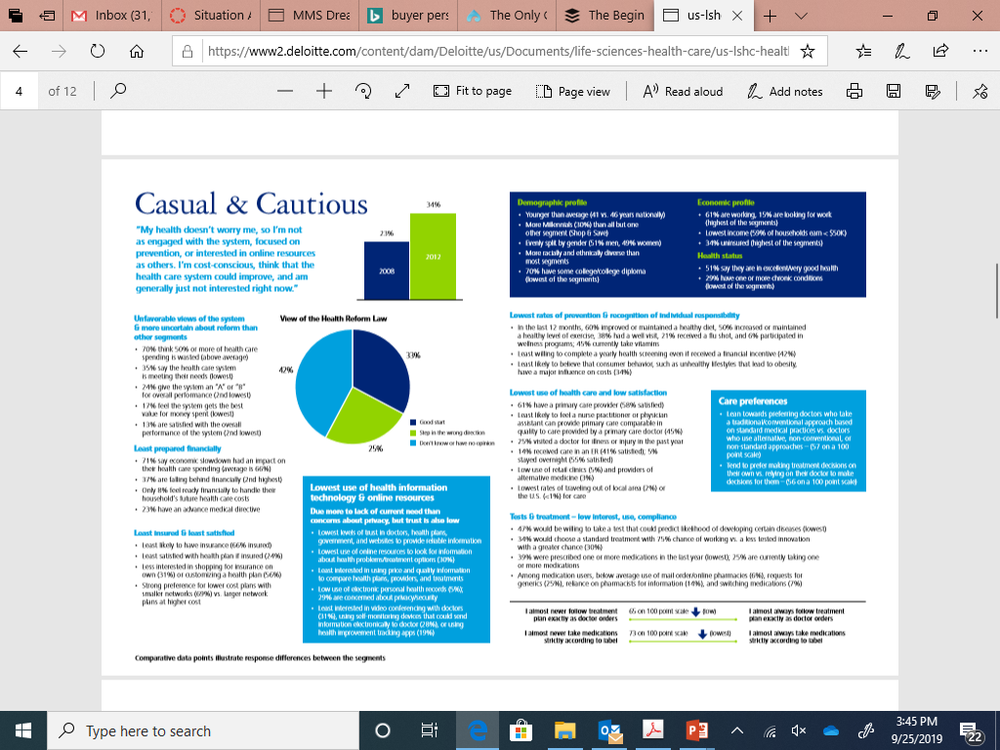 Inbox (31,
Situation A
MMS Drea
buyer pers
The Only C
The Begin
us-lsh
https://www2.deloitte.com/content/dam/Deloitte/us/Documents/life-sciences-health-care/us-lshc-healt
4 of 12
Fit to page
Page view
Read aloud
Add notes
Casual & Cautious
"My health doesn't worry me, so I'm not
as engaged with the system, focused on
prevention, or interested in online resources
as others. I'm cost-conscious, think that the
health care system could improve, and am
generally just not interested right now."
23%
2008
34%
2012
Unfavorable views of the system
& more uncertain about reform than
other segments
• 70% think 50% or more of health care
spending is wasted (above average)
• 35% say the health care system
is meeting their needs (lowest)
• 24% give the system an "A" or "B"
for overall performance (2nd lowest)
• 17% feel the system gets the best
value for money spent (lowest)
• 13% are satisfied with the overall
performance of the system (2nd lowest)
Least prepared financially
• 71% say economic slowdown had an impact on
their health care spending (average is 66%)
• 37% are falling behind financially (2nd highest)
• Only 8% feel ready financially to handle their
household's future health care costs
• 23% have an advance medical directive
Least insured & least satisfied
• Least likely to have insurance (66% insured)
• Least satisfied with health plan if insured (24%)
• Less interested in shopping for insurance on
own (31%) or customizing a health plan (56%)
• Strong preference for lower cost plans with
smaller networks (69%) vs. larger network
plans at higher cost
View of the Health Reform Law
42%
33%
25%
Good start
Step in the wrong direction
Don't know or have no opinion
Lowest use of health information
technology & online resources
Due more to lack of current need than
concerns about privacy, but trust is also low
• Lowest levels of trust in doctors, health plans,
government, and websites to provide reliable information
• Lowest use of online resources to look for information
about health problems/treatment options (30%)
• Least interested in using price and quality information
to compare health plans, providers, and treatments
• Low use of electronic personal health records (5%);
29% are concerned about privacy/security
• Least interested in video conferencing with doctors
(31%), using self-monitoring devices that could send
information electronically to doctor (28%), or using
health improvement tracking apps (19%)
Comparative data points illustrate response differences between the segments
Demographic profile
• Younger than average (41 vs. 46 years nationally)
• More Millennials (30%) than all but one
other segment (Shop & Save)
• Evenly split by gender (51% men, 49% women)
• More racially and ethnically diverse than
most segments
• 70% have some college/college diploma
(lowest of the segments)
Economic profile
• 61% are working, 15% are looking for work
(highest of the segments)
• Lowest income (59% of households earn < $50K)
• 34% uninsured (highest of the segments)
Health status
• 51% say they are in excellent/very good health
• 29% have one or more chronic conditions
(lowest of the segments)
Lowest rates of prevention & recognition of individual responsibility
• In the last 12 months, 60% improved or maintained a healthy diet, 50% increased or maintained
a healthy level of exercise, 38% had a well visit, 21% received a flu shot, and 6% participated in
wellness programs; 45% currently take vitamins
• Least willing to complete a yearly health screening even if received a financial incentive (42%)
• Least likely to believe that consumer behavior, such as unhealthy lifestyles that lead to obesity,
have a major influence on costs (34%)
Lowest use of health care and low satisfaction
• 61% have a primary care provider (58% satisfied)
• Least likely to feel a nurse practitioner or physician
assistant can provide primary care comparable in
quality to care provided by a primary care doctor (45%)
• 25% visited a doctor for illness or injury in the past year
• 14% received care in an ER (41% satisfied); 5%
stayed overnight (55% satisfied)
• Low use of retail clinics (5%) and providers of
alternative medicine (3%)
• Lowest rates of traveling out of local area (2%) or
the U.S. (<1%) for care
Care preferences
• Lean towards preferring doctors who take
a traditional/conventional approach based
on standard medical practices vs. doctors
who use alternative, non-conventional, or
non-standard approaches – (57 on a 100
point scale)
• Tend to prefer making treatment decisions on
their own vs. relying on their doctor to make
decisions for them – (56 on a 100 point scale)
Tests & treatment – low interest, use, compliance
• 47% would be willing to take a test that could predict likelihood of developing certain diseases (lowest)
• 34% would choose a standard treatment with 75% chance of working vs. a less tested innovation
with a greater chance (30%)
• 39% were prescribed one or more medications in the last year (lowest); 25% are currently taking one
or more medications
• Among medication users, below average use of mail order/online pharmacies (6%), requests for
generics (25%), reliance on pharmacists for information (14%), and switching medications (7%)
I almost never follow treatment
plan exactly as doctor orders
65 on 100 point scale (low)
I almost always follow treatment
plan exactly as doctor orders
I almost never take medications
strictly according to label
73 on 100 point scale (lowest)
I almost always take medications
strictly according to label
Type here to search
3:45 PM
9/25/2019
22